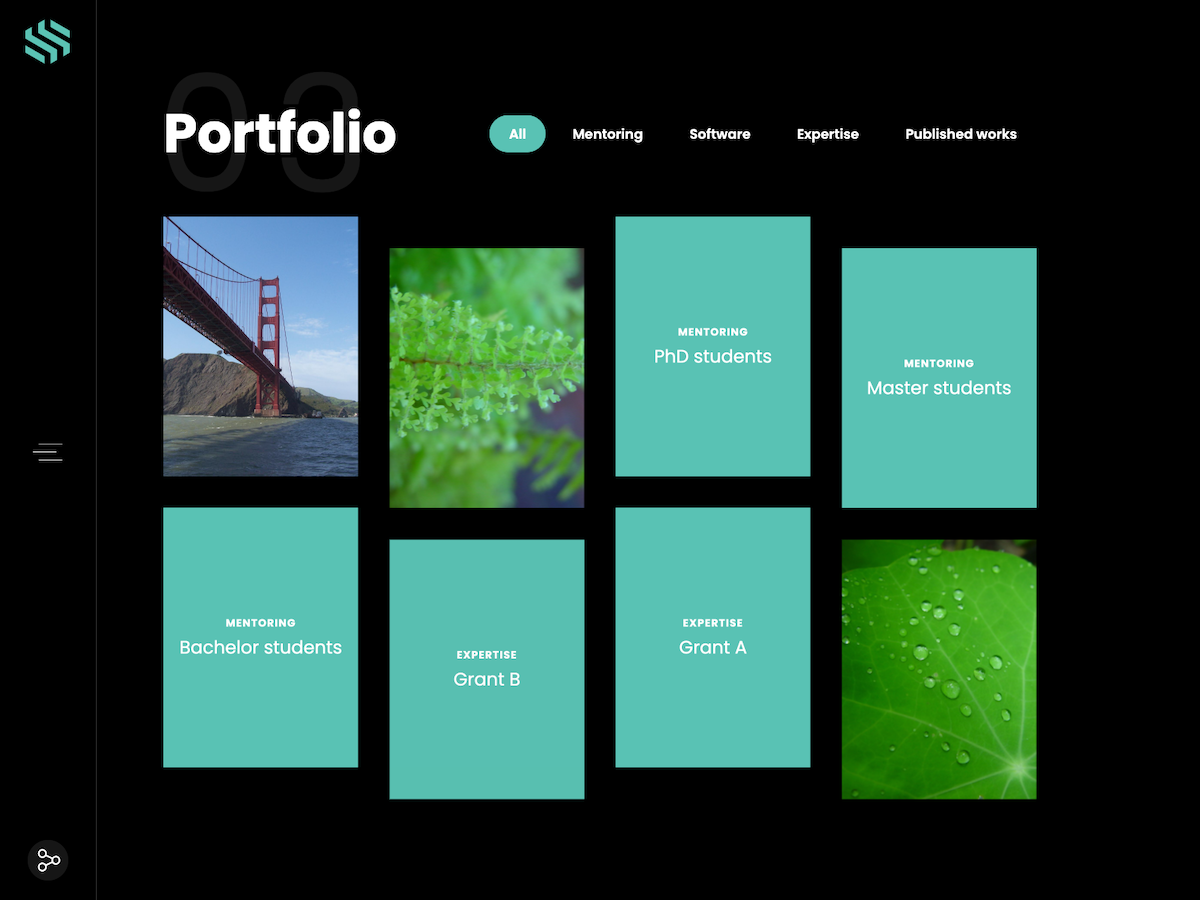 03
Portfolio
All
Mentoring
Software
Expertise
Published works
MENTORING
PhD students
MENTORING
Master students
MENTORING
Bachelor students
EXPERTISE
Grant B
EXPERTISE
Grant A